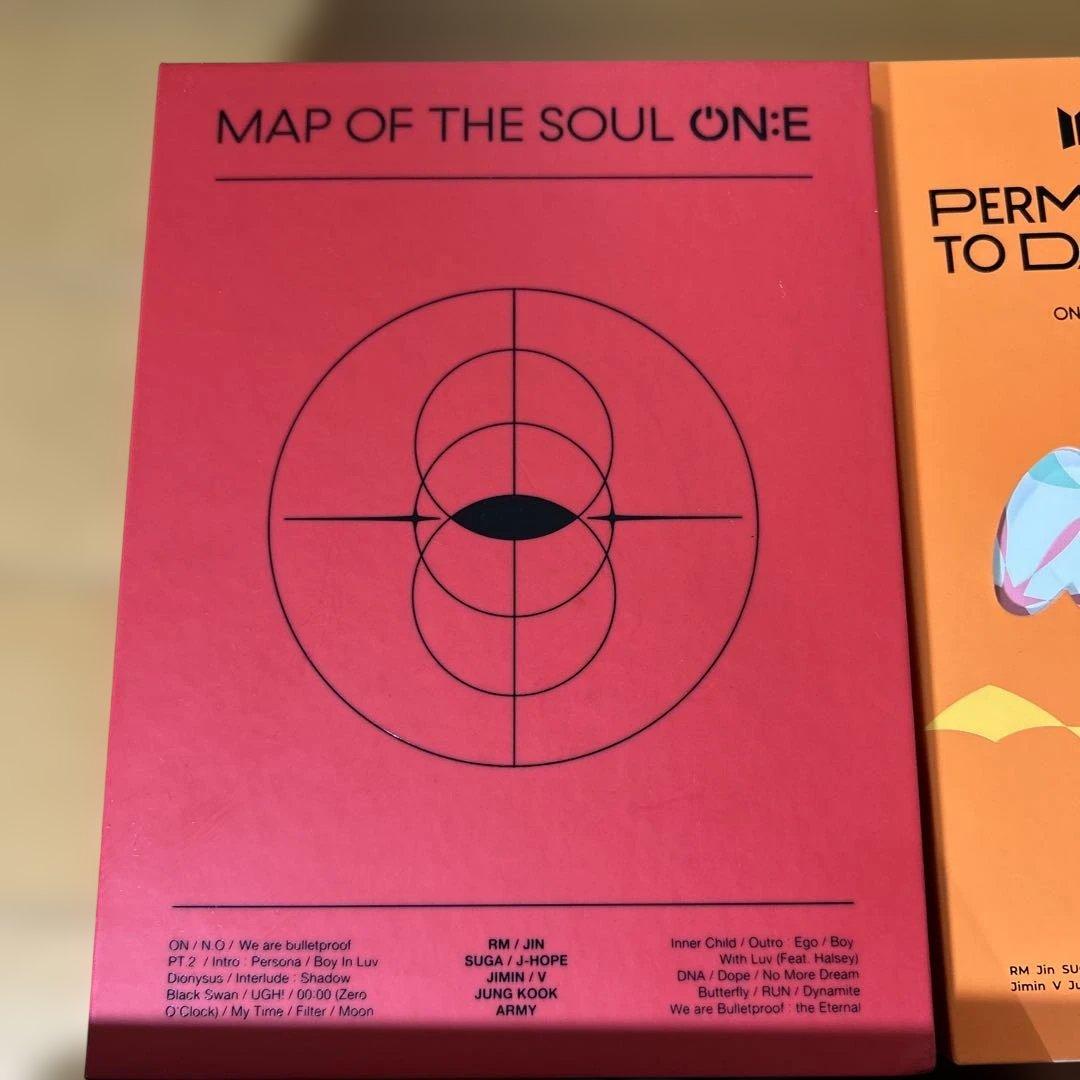 MAP OF THE SOUL ON:E
ON / N.O / We are bulletproof
PT.2 / Intro : Persona / Boy In Luv
Dionysus / Interlude : Shadow
Black Swan / UGH! / 00:00 (Zero
O'Clock) / My Time / Filter / Moon
RM / JIN
SUGA / J-HOPE
JIMIN / V
JUNG KOOK
ARMY
Inner Child / Outro : Ego / Boy
With Luv (Feat. Halsey)
DNA / Dope / No More Dream
Butterfly / RUN / Dynamite
We are Bulletproof : the Eternal
PERM
TO DA
ON
RM Jin SU
Jimin V Ju